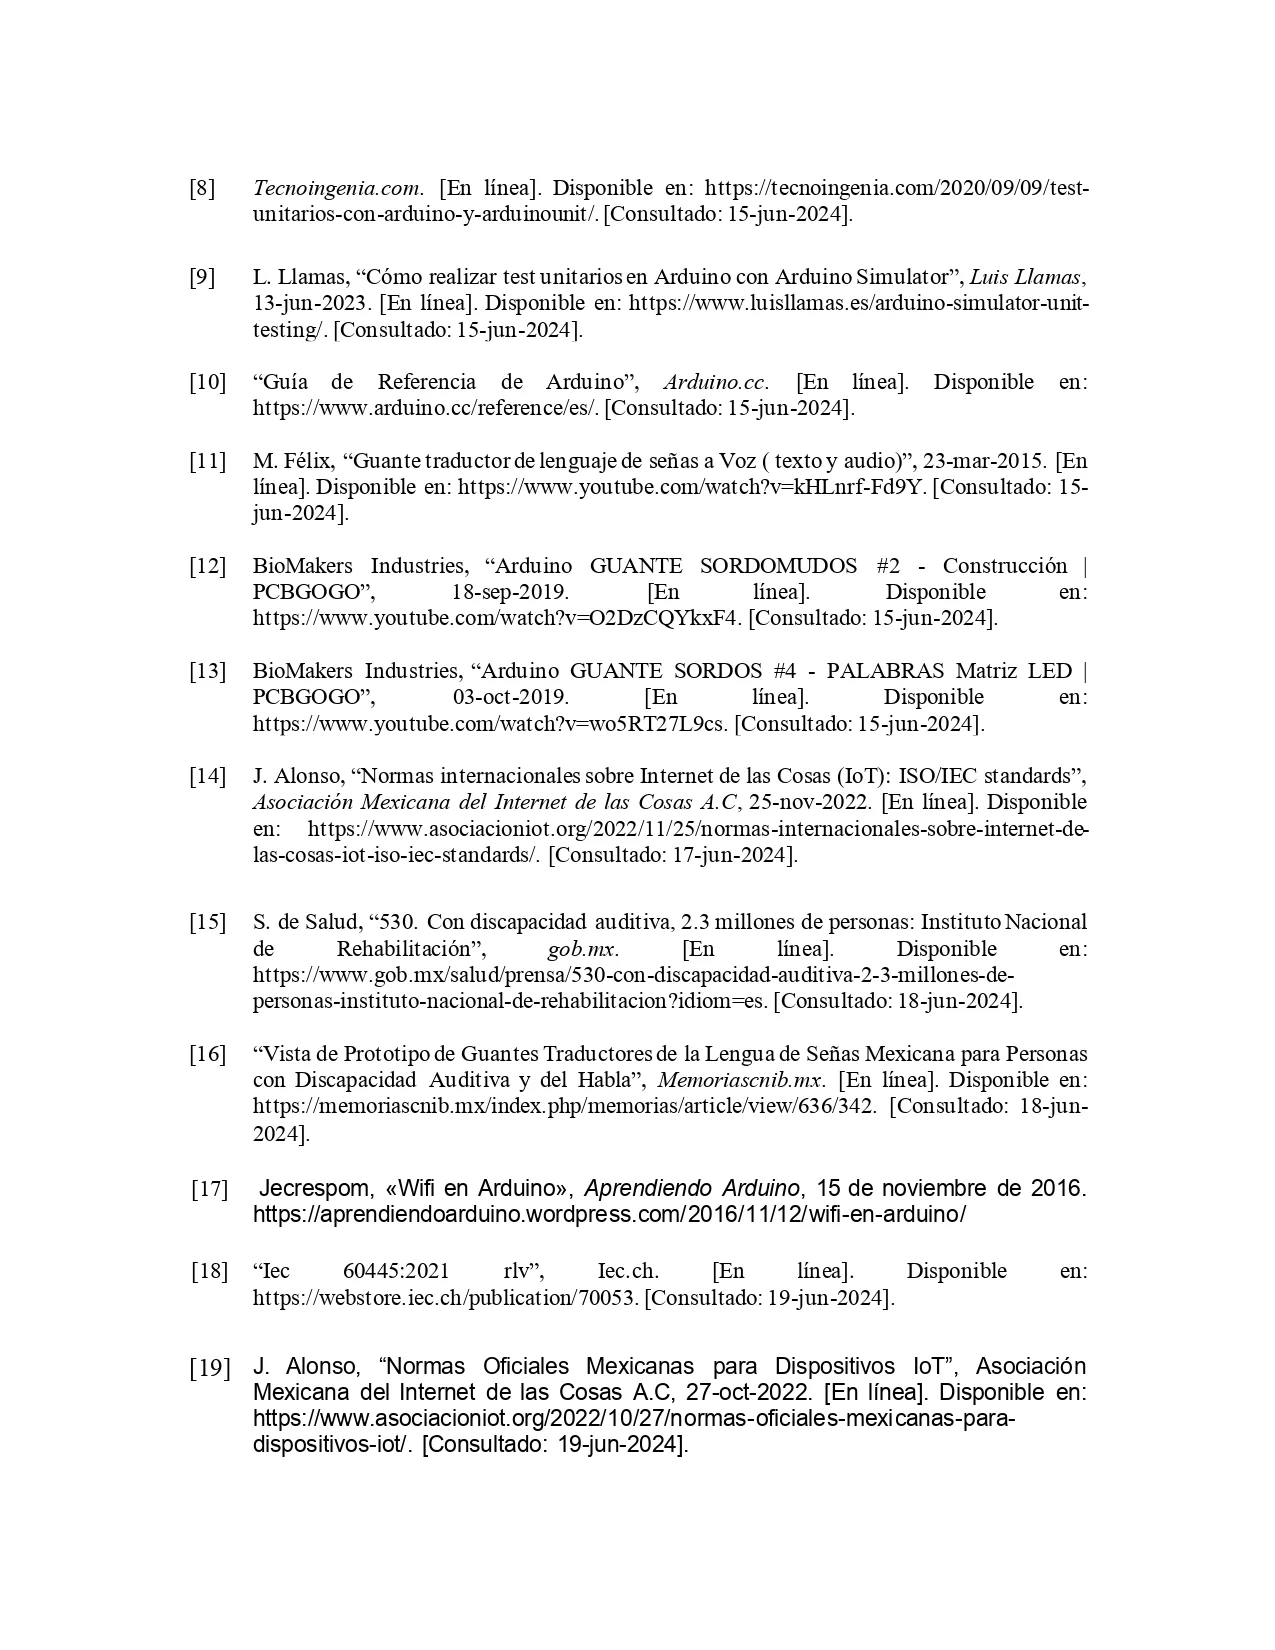 [8] Tecnoingenia.com. [En línea]. Disponible en: https://tecnoingenia.com/2020/09/09/test-
unitarios-con-arduino-y-arduinounit/. [Consultado: 15-jun-2024].
[9] L. Llamas, “Cómo realizar test unitarios en Arduino con Arduino Simulator”, Luis Llamas,
13-jun-2023. [En línea]. Disponible en: https://www.luisllamas.es/arduino-simulator-unit-
testing/. [Consultado: 15-jun-2024].
[10] “Guía de Referencia de Arduino”, Arduino.cc. [En línea]. Disponible en:
https://www.arduino.cc/reference/es/. [Consultado: 15-jun-2024].
[11] M. Félix, “Guante traductor de lenguaje de señas a Voz ( texto y audio)”, 23-mar-2015. [En
línea]. Disponible en: https://www.youtube.com/watch?v=kHLnrf-Fd9Y. [Consultado: 15-
jun-2024].
[12] BioMakers Industries, “Arduino GUANTE SORDOMUDOS #2 - Construcción |
PCBGOGO”, 18-sep-2019. [En línea]. Disponible en:
https://www.youtube.com/watch?v=O2DzCQYkxF4. [Consultado: 15-jun-2024].
[13] BioMakers Industries, “Arduino GUANTE SORDOS #4 - PALABRAS Matriz LED |
PCBGOGO”, 03-oct-2019. [En línea]. Disponible en:
https://www.youtube.com/watch?v=wo5RT27L9cs. [Consultado: 15-jun-2024].
[14] J. Alonso, “Normas internacionales sobre Internet de las Cosas (IoT): ISO/IEC standards”,
Asociación Mexicana del Internet de las Cosas A.C, 25-nov-2022. [En línea]. Disponible
en: https://www.asociacioniot.org/2022/11/25/normas-internacionales-sobre-internet-de-
las-cosas-iot-iso-iec-standards/. [Consultado: 17-jun-2024].
[15] S. de Salud, “530. Con discapacidad auditiva, 2.3 millones de personas: Instituto Nacional
de Rehabilitación”, gob.mx. [En línea]. Disponible en:
https://www.gob.mx/salud/prensa/530-con-discapacidad-auditiva-2-3-millones-de-
personas-instituto-nacional-de-rehabilitacion?idiom=es. [Consultado: 18-jun-2024].
[16] “Vista de Prototipo de Guantes Traductores de la Lengua de Señas Mexicana para Personas
con Discapacidad Auditiva y del Habla”, Memoriascnib.mx. [En línea]. Disponible en:
https://memoriascnib.mx/index.php/memorias/article/view/636/342. [Consultado: 18-jun-
2024].
[17] Jecrespom, «Wifi en Arduino», Aprendiendo Arduino, 15 de noviembre de 2016.
https://aprendiendoarduino.wordpress.com/2016/11/12/wifi-en-arduino/
[18] “Iec 60445:2021 rlv”, Iec.ch. [En línea]. Disponible en:
https://webstore.iec.ch/publication/70053. [Consultado: 19-jun-2024].
[19] J. Alonso, “Normas Oficiales Mexicanas para Dispositivos IoT”, Asociación
Mexicana del Internet de las Cosas A.C, 27-oct-2022. [En línea]. Disponible en:
https://www.asociacioniot.org/2022/10/27/normas-oficiales-mexicanas-para-
dispositivos-iot/. [Consultado: 19-jun-2024].